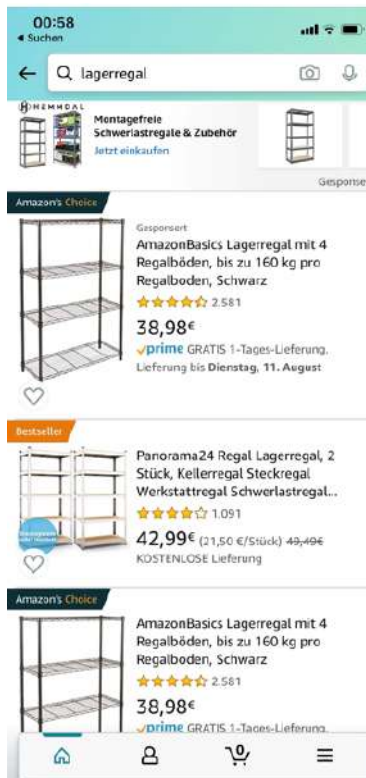 00:58
Suchen
lagerregal
HEMMDAL
Montagefreie
Schwerlastregale & Zubehör
Jetzt einkaufen
Gesponse
Amazon's Choice
Gesponsert
AmazonBasics Lagerregal mit 4
Regalböden, bis zu 160 kg pro
Regalboden, Schwarz
2.581
38,98€
prime GRATIS 1-Tages-Lieferung.
Lieferung bis Dienstag, 11. August
Bestseller
Panorama24 Regal Lagerregal, 2
Stück, Kellerregal Steckregal
Werkstattregal Schwerlastregal...
1.091
42,99€ (21,50 €/Stück) 49,49€
KOSTENLOSE Lieferung
Amazon's Choice
AmazonBasics Lagerregal mit 4
Regalböden, bis zu 160 kg pro
Regalboden, Schwarz
2.581
38,98€
prime GRATIS 1-Tages-Lieferung.
0